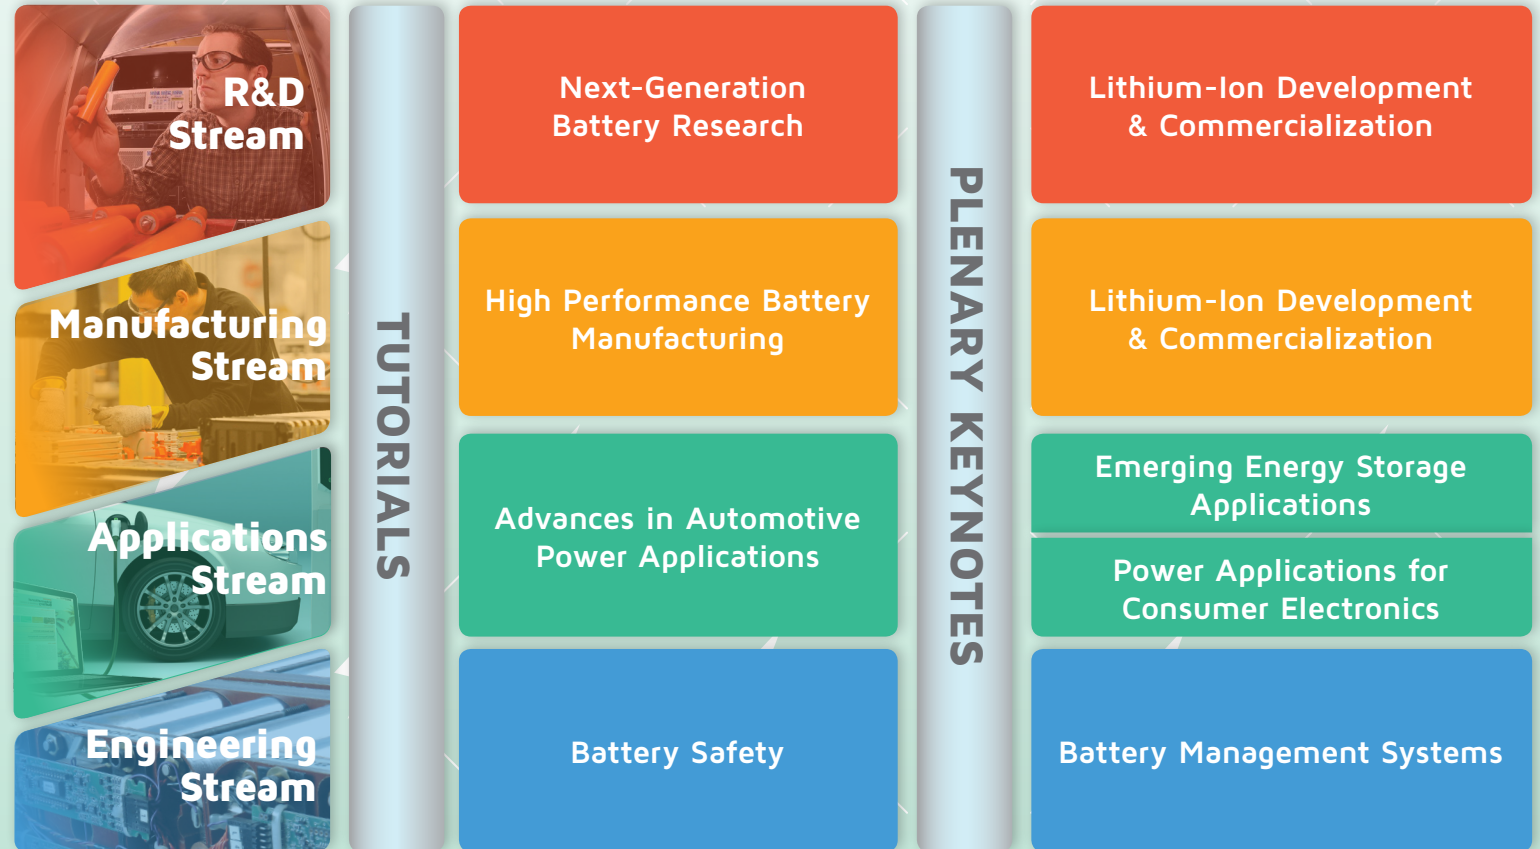 R&D
Stream
Manufacturing
Stream
Applications
Stream
Engineering
Stream
TUTORIALS
Next-Generation
Battery Research
High Performance Battery
Manufacturing
Advances in Automotive
Power Applications
Battery Safety
PLENARY KEYNOTES
Lithium-Ion Development
& Commercialization
Lithium-Ion Development
& Commercialization
Emerging Energy Storage
Applications
Power Applications for
Consumer Electronics
Battery Management Systems